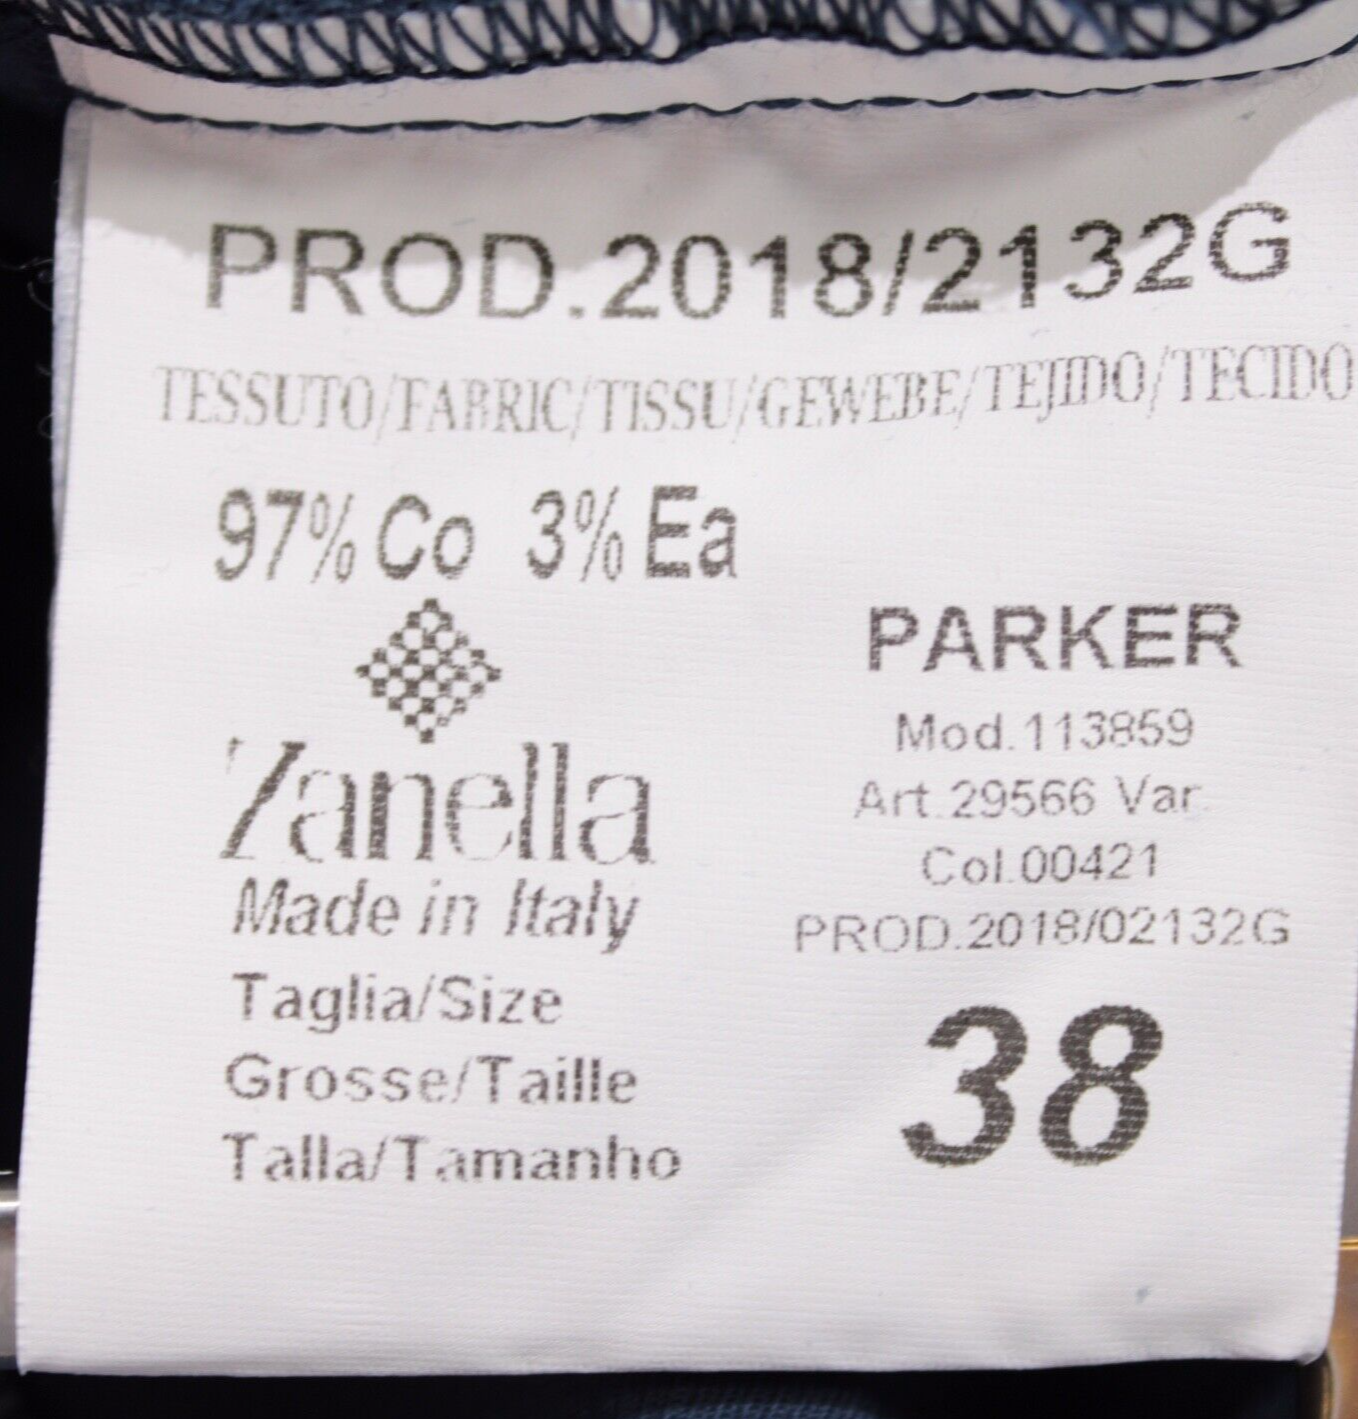 PROD.2018/2132G
TESSUTO/FABRIC/TISSU/GEWEBE/TEJIDO/TECIDO
97% Co 3% Ea
PARKER
Mod.113859
Art.29566 Var.
Col.00421
PROD.2018/02132G
38
Zanella
Made in Italy
Taglia/Size
Grosse/Taille
Talla/Tamanho